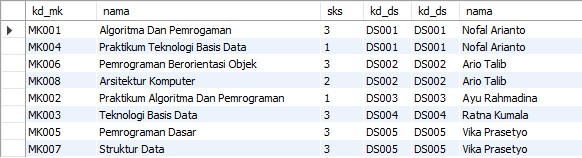 kd_mk nama sks kd_ds kd_ds nama
MK001 Algoritma Dan Pemrogaman 3 DS001 DS001 Nofal Arianto
MK004 Praktikum Teknologi Basis Data 1 DS001 DS001 Nofal Arianto
MK006 Pemrograman Berorientasi Objek 3 DS002 DS002 Ario Talib
MK008 Arsitektur Komputer 2 DS002 DS002 Ario Talib
MK002 Praktikum Algoritma Dan Pemrograman 1 DS003 DS003 Ayu Rahmadina
MK003 Teknologi Basis Data 3 DS004 DS004 Ratna Kumala
MK005 Pemrograman Dasar 3 DS005 DS005 Vika Prasetyo
MK007 Struktur Data 3 DS005 DS005 Vika Prasetyo